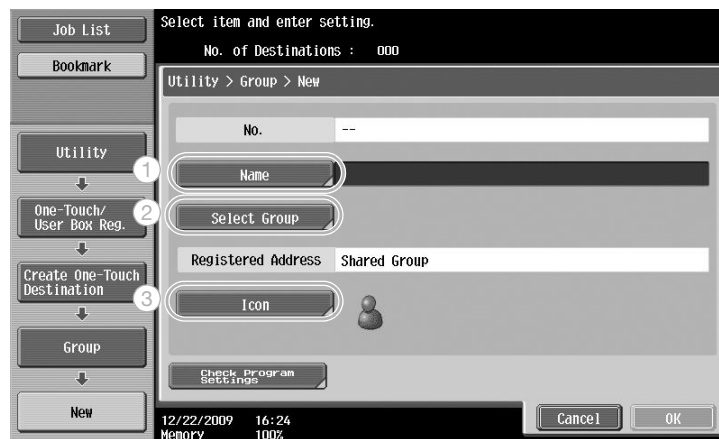 Job List
Bookmark
Utility
One-Touch/
User Box Reg.
Create One-Touch
Destination
Group
New
Select item and enter setting.
No. of Destinations : 000
Utility > Group > New
No. --
1 Name
2 Select Group
Registered Address Shared Group
3 Icon
Check Program
Settings
12/22/2009 16:24
Memory 100%
Cancel OK